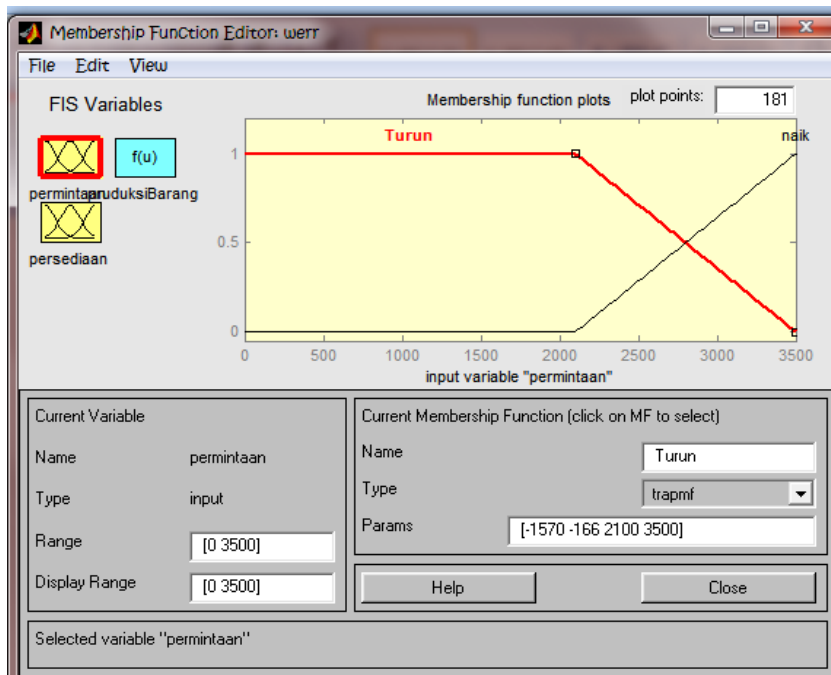 Membership Function Editor: werr
File Edit View
FIS Variables
Membership function plots plot points: 181
f(u)
permintaan
pruduksiBarang
persediaan
Turun
naik
1
0.5
0
0 500 1000 1500 2000 2500 3000 3500
input variable "permintaan"
Current Variable
Name permintaan
Type input
Range [0 3500]
Display Range [0 3500]
Current Membership Function (click on MF to select)
Name Turun
Type trapmf
Params [-1570 -166 2100 3500]
Help Close
Selected variable "permintaan"